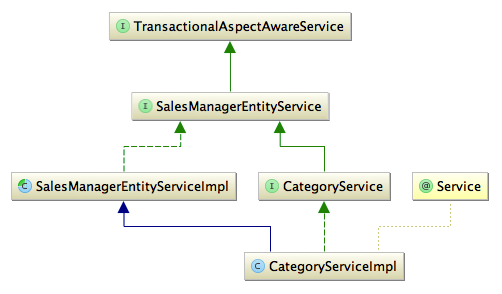 I TransactionalAspectAwareService
I SalesManagerEntityService
C SalesManagerEntityServiceImpl
I CategoryService
@ Service
C CategoryServiceImpl